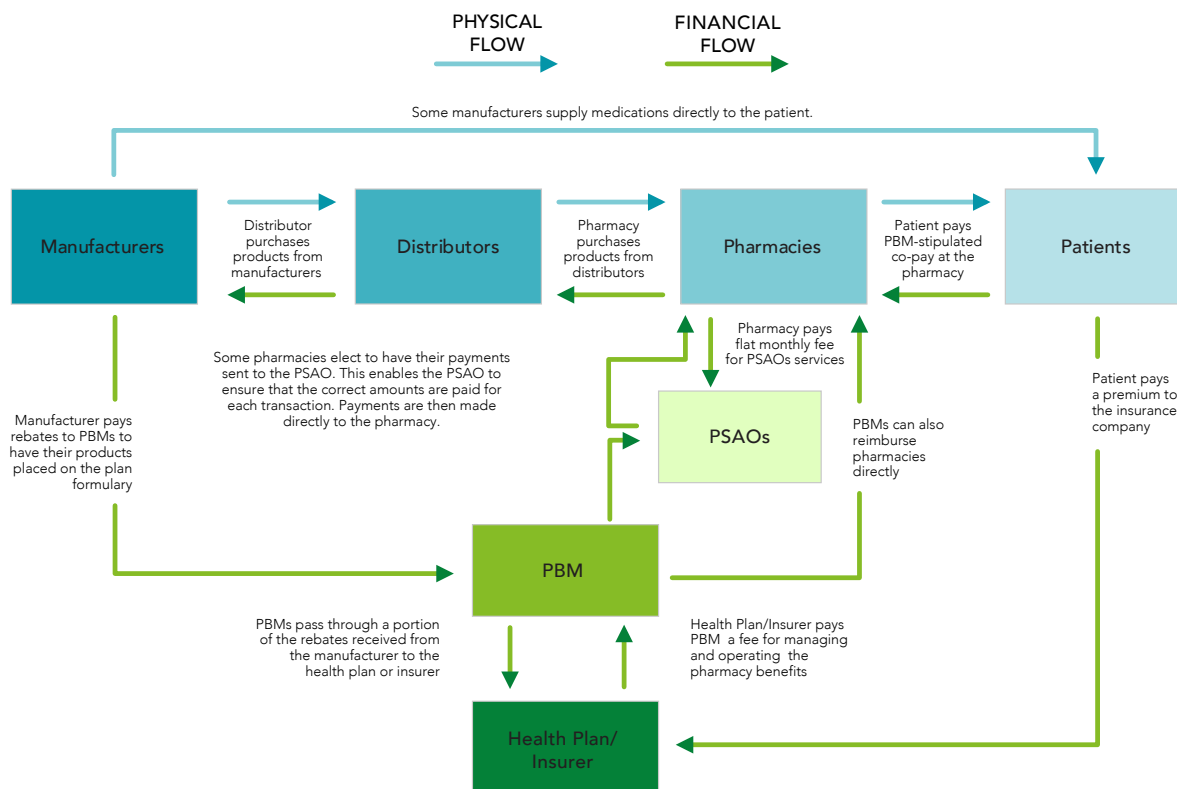 PHYSICAL
FLOW
FINANCIAL
FLOW
Some manufacturers supply medications directly to the patient.
Manufacturers
Distributor
purchases
products from
manufacturers
Distributors
Pharmacy
purchases
products from
distributors
Pharmacies
Patient pays
PBM-stipulated
co-pay at the
pharmacy
Patients
Some pharmacies elect to have their payments
sent to the PSAO. This enables the PSAO to
ensure that the correct amounts are paid for
each transaction. Payments are then made
directly to the pharmacy.
Pharmacy pays
flat monthly fee
for PSAOs services
Manufacturer pays
rebates to PBMs to
have their products
placed on the plan
formulary
PSAOs
PBMs can also
reimburse
pharmacies
directly
Patient pays
a premium to
the insurance
company
PBM
PBMs pass through a portion
of the rebates received from
the manufacturer to the
health plan or insurer
Health Plan/Insurer pays
PBM a fee for managing
and operating the
pharmacy benefits
Health Plan/
Insurer